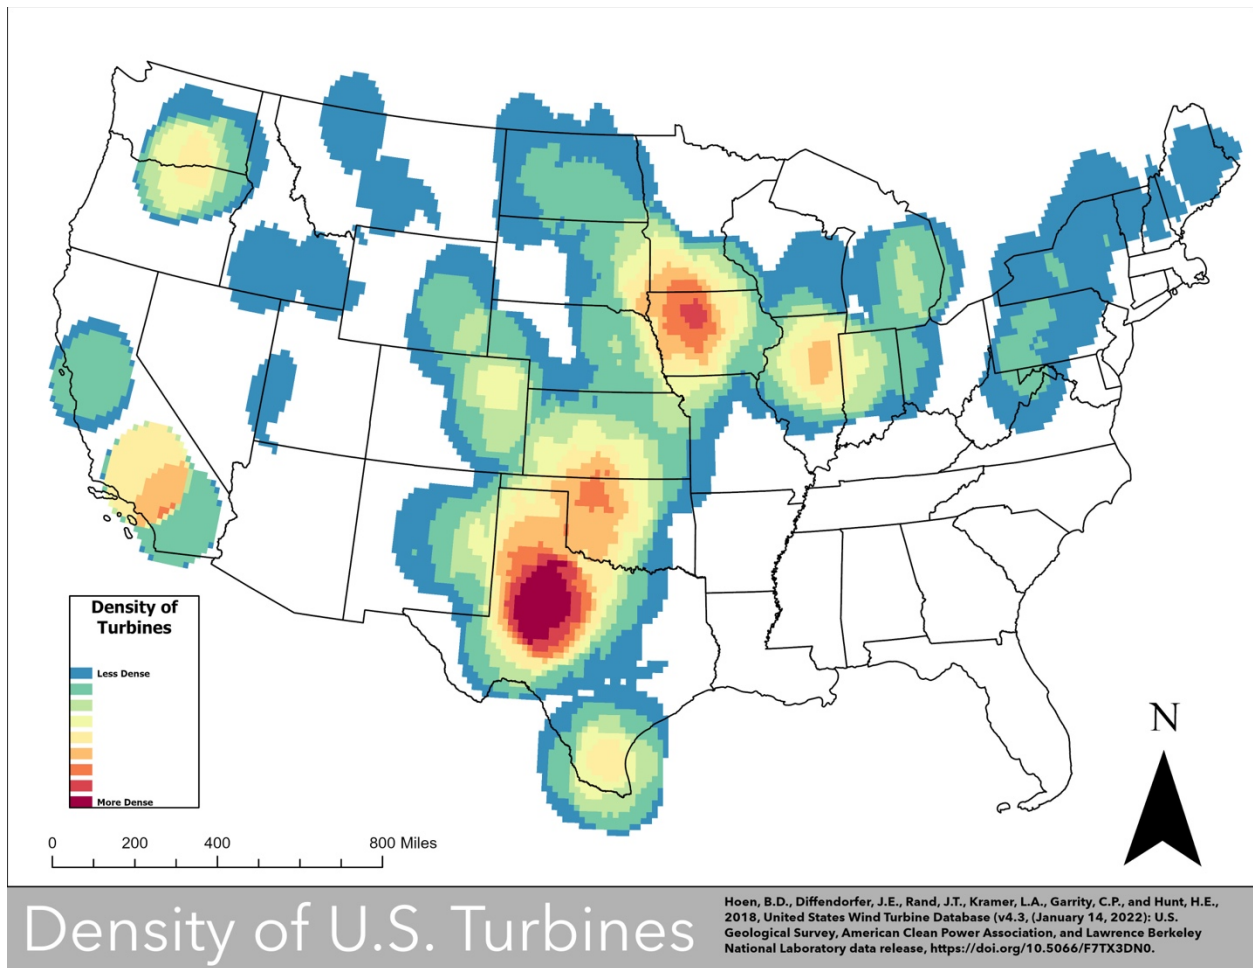 Density of
Turbines
Less Dense
More Dense
N
0 200 400 800 Miles
Density of U.S. Turbines
Hoen, B.D., Diffendorfer, J.E., Rand, J.T., Kramer, L.A., Garrity, C.P., and Hunt, H.E.,
2018, United States Wind Turbine Database (v4.3, (January 14, 2022): U.S.
Geological Survey, American Clean Power Association, and Lawrence Berkeley
National Laboratory data release, https://doi.org/10.5066/F7TX3DN0.